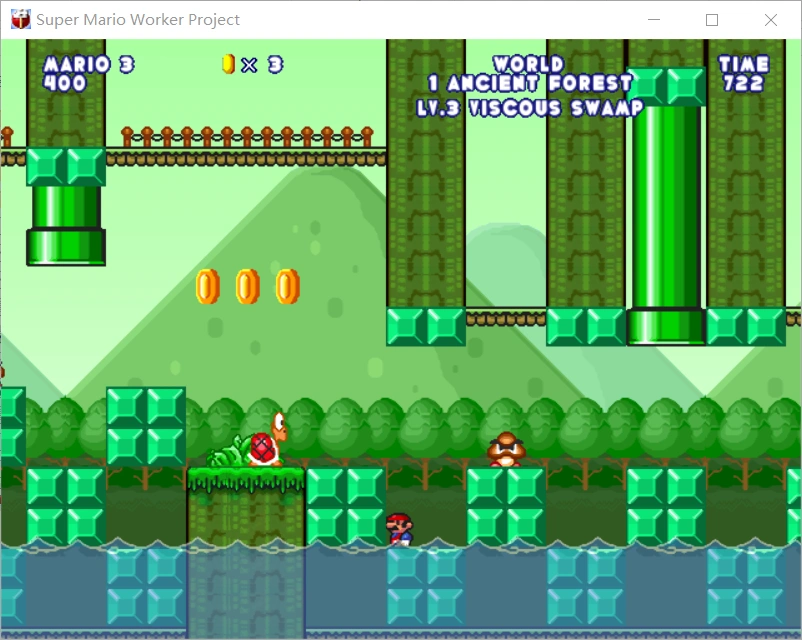 Super Mario Worker Project
MARIO 3
400
× 3
WORLD
1 ANCIENT FOREST
LV.3 VISCOUS SWAMP
TIME
722